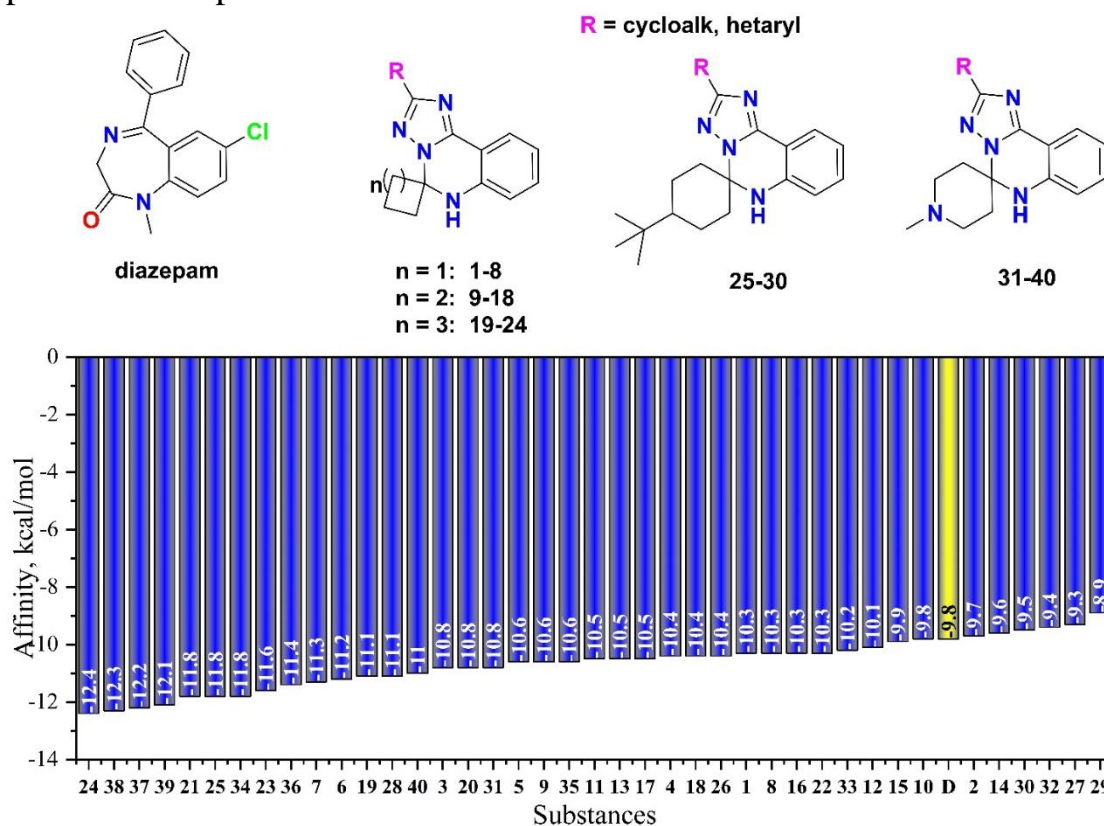 R = cycloalk, hetaryl
N
Cl
O
N
R
N
N
N
n
N
H
R
N
N
N
N
H
R
N
N
N
N
N
H
diazepam
n = 1: 1-8
n = 2: 9-18
n = 3: 19-24
25-30
31-40
Affinity, kcal/mol
0
-2
-4
-6
-8
-10
-12
-14
-12.4
-12.3
-12.2
-12.1
-11.8
-11.8
-11.8
-11.6
-11.4
-11.3
-11.2
-11.1
-11.1
-11
-10.8
-10.8
-10.8
-10.6
-10.6
-10.6
-10.5
-10.5
-10.5
-10.4
-10.4
-10.4
-10.3
-10.3
-10.3
-10.3
-10.2
-10.1
-9.9
-9.8
-9.8
-9.7
-9.6
-9.5
-9.4
-9.3
-8.9
24 38 37 39 21 25 34 23 36 7 6 19 28 40 3 20 31 5 9 35 11 13 17 4 18 26 1 8 16 22 33 12 15 10 D 2 14 30 32 27 29
Substances